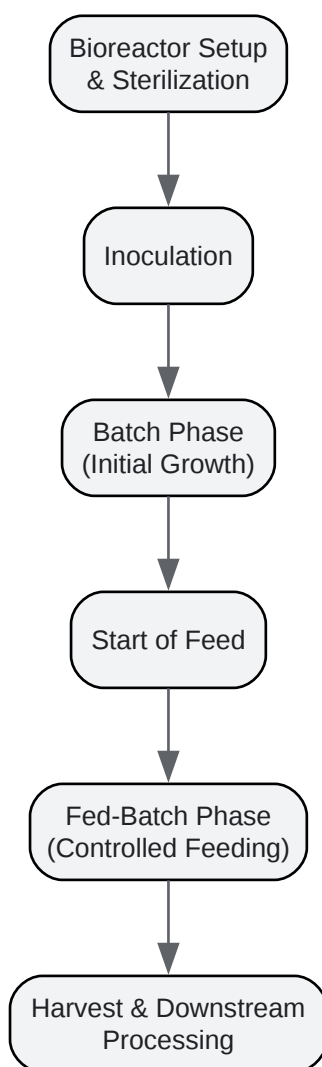 Bioreactor Setup
& Sterilization
Inoculation
Batch Phase
(Initial Growth)
Start of Feed
Fed-Batch Phase
(Controlled Feeding)
Harvest & Downstream
Processing